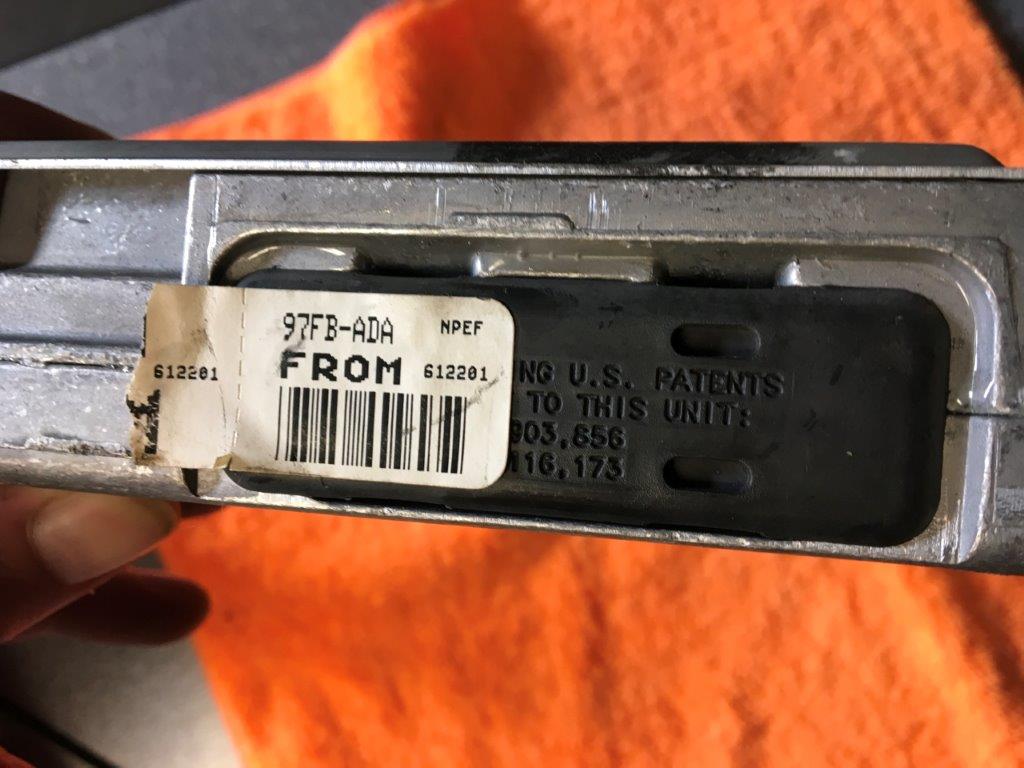 97FB-ADA NPEF
612201 FROM 612201
NG U.S. PATENTS
TO THIS UNIT:
903,856
116,173